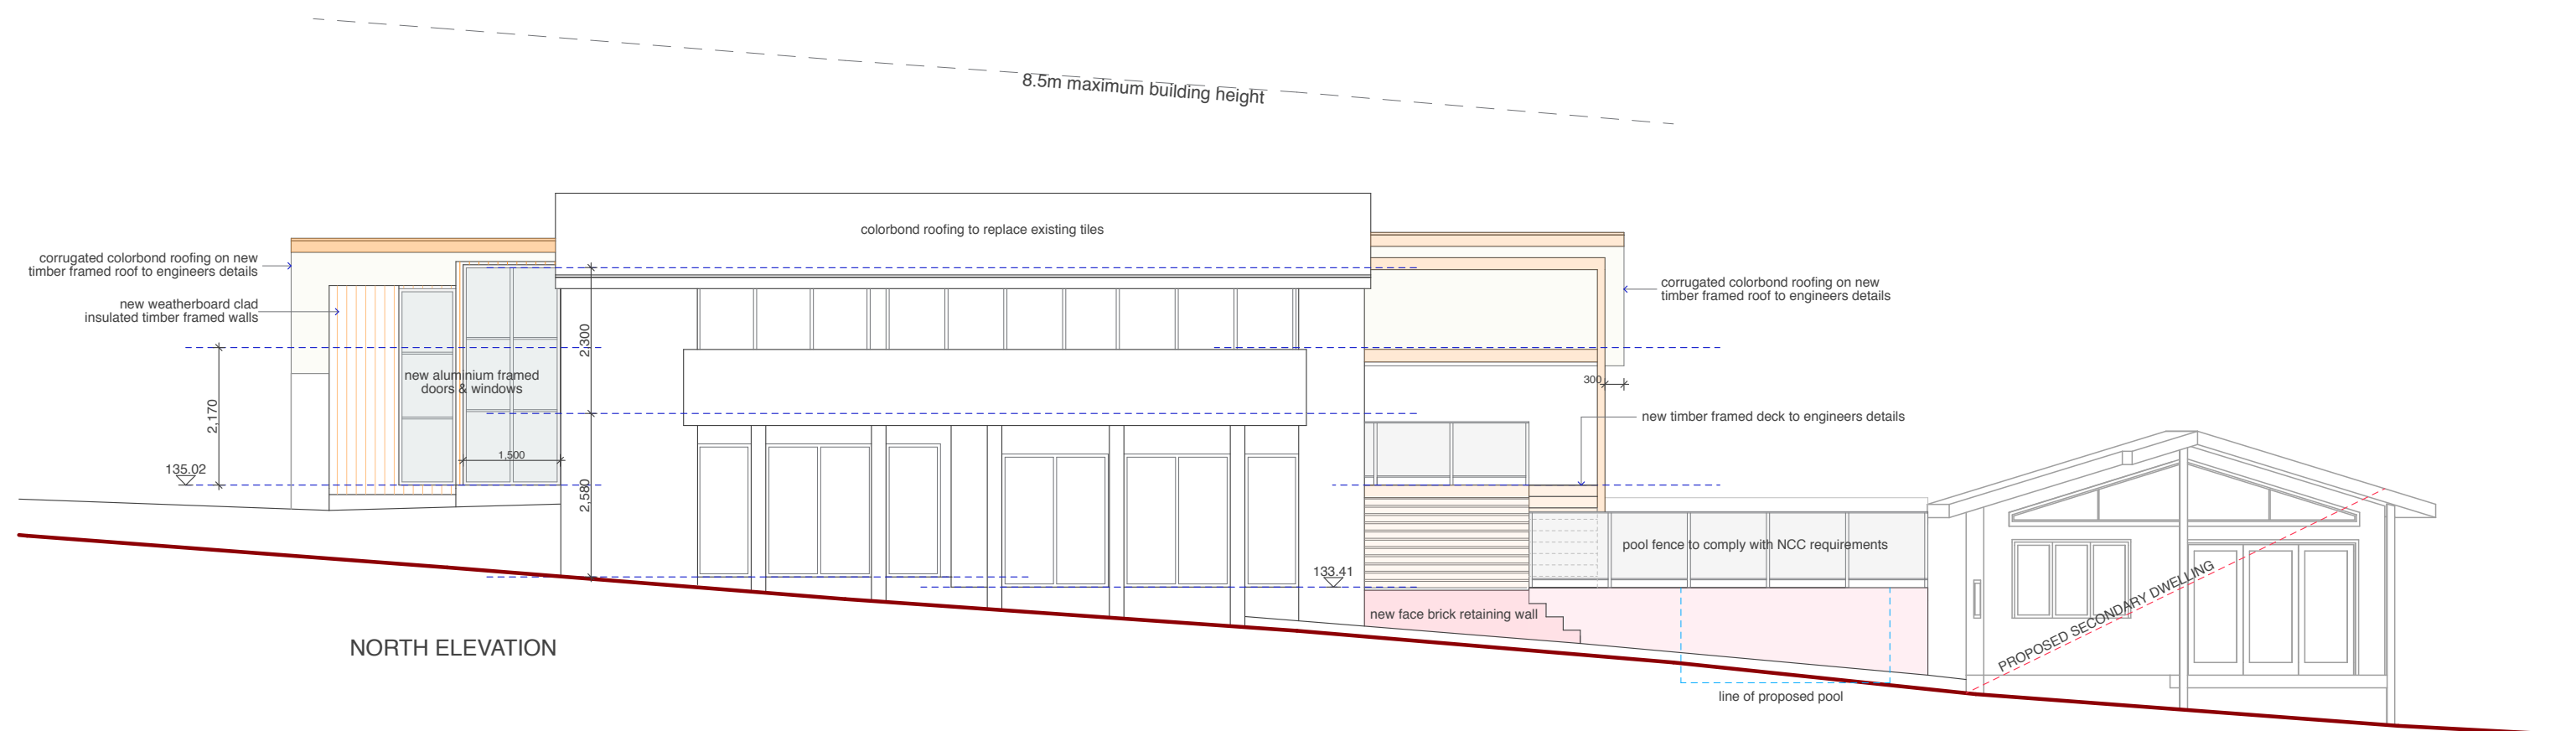 8.5m maximum building height
colorbond roofing to replace existing tiles
corrugated colorbond roofing on new
timber framed roof to engineers details
new weatherboard clad
insulated timber framed walls
corrugated colorbond roofing on new
timber framed roof to engineers details
2,300
new aluminium framed
doors & windows
300
2,170
new timber framed deck to engineers details
1,500
135.02
2,580
pool fence to comply with NCC requirements
133.41
new face brick retaining wall
PROPOSED SECONDARY DWELLING
NORTH ELEVATION
line of proposed pool